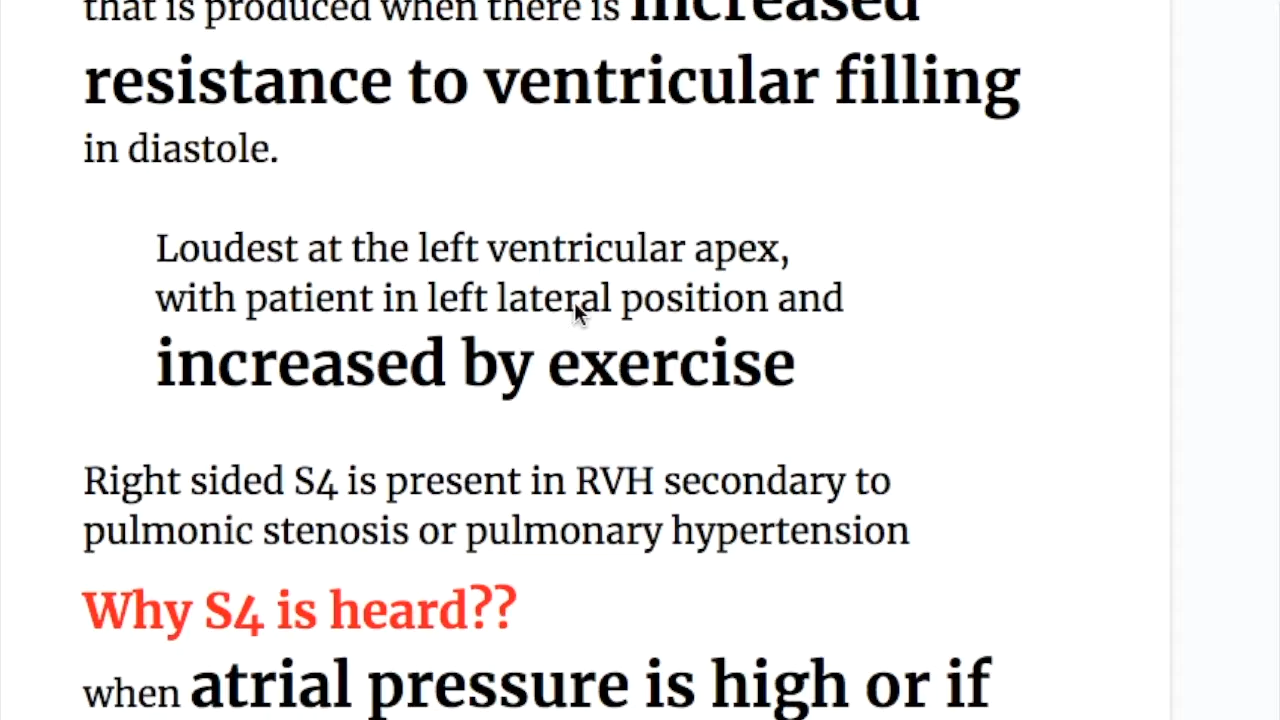 that is produced when there is increased
resistance to ventricular filling
in diastole.
Loudest at the left ventricular apex,
with patient in left lateral position and
increased by exercise
Right sided S4 is present in RVH secondary to
pulmonic stenosis or pulmonary hypertension
Why S4 is heard??
when atrial pressure is high or if